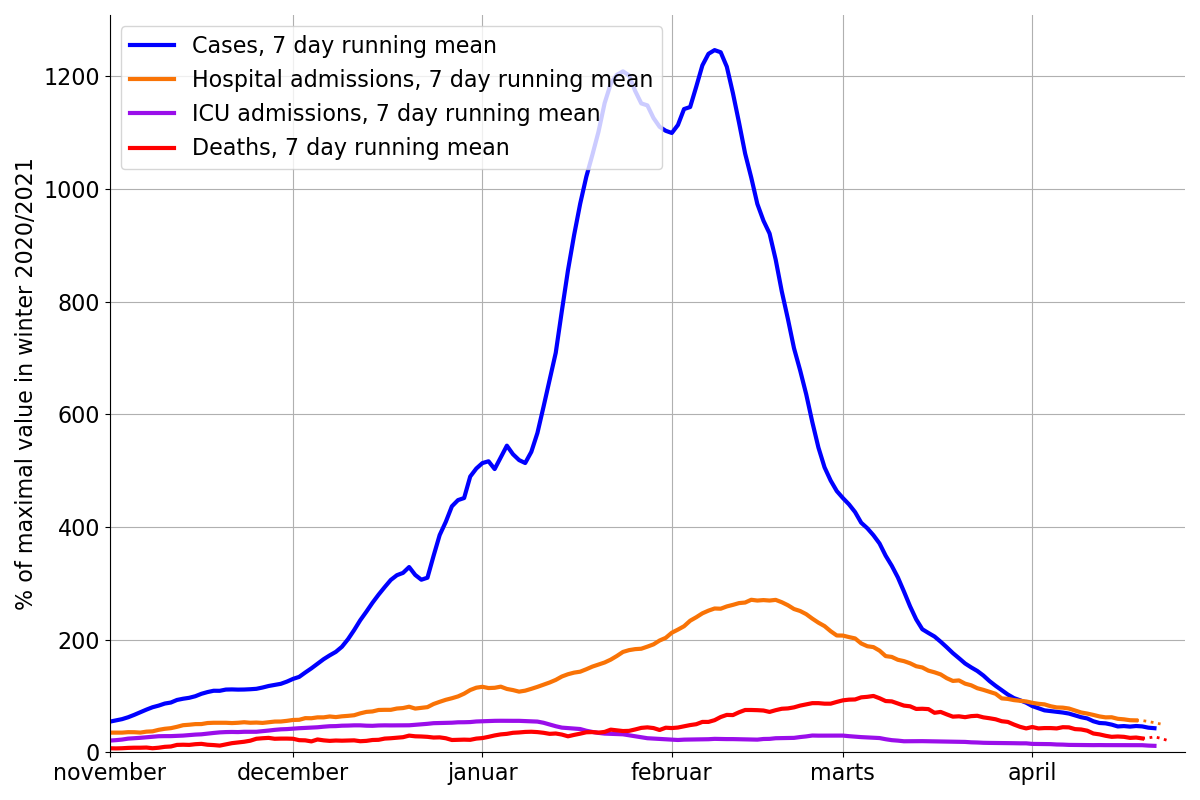 Cases, 7 day running mean
Hospital admissions, 7 day running mean
ICU admissions, 7 day running mean
Deaths, 7 day running mean
% of maximal value in winter 2020/2021
1200
1000
800
600
400
200
0
november december januar februar marts april